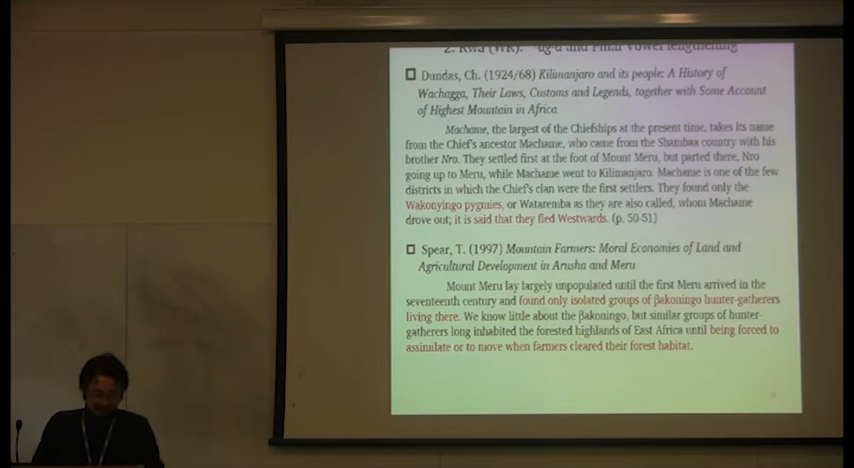 2. Rwa (WK): *-ag-a and Final Vowel lengthening
Dundas, Ch. (1924/68) Kilimanjaro and its people: A History of
Wachagga, Their Laws, Customs and Legends, together with Some Account
of Highest Mountain in Africa
Machame, the largest of the Chiefships at the present time, takes its name
from the Chief's ancestor Machame, who came from the Shambaa country with his
brother Nro. They settled first at the foot of Mount Meru, but parted there, Nro
going up to Meru, while Machame went to Kilimanjaro. Machame is one of the few
districts in which the Chief's clan were the first settlers. They found only the
Wakonyingo pygmies, or Wataremba as they are also called, whom Machame
drove out; it is said that they fled Westwards. (p. 50-51)
Spear, T. (1997) Mountain Farmers: Moral Economies of Land and
Agricultural Development in Arusha and Meru
Mount Meru lay largely unpopulated until the first Meru arrived in the
seventeenth century and found only isolated groups of βakoningo hunter-gatherers
living there. We know little about the βakoningo, but similar groups of hunter-
gatherers long inhabited the forested highlands of East Africa until being forced to
assimilate or to move when farmers cleared their forest habitat.